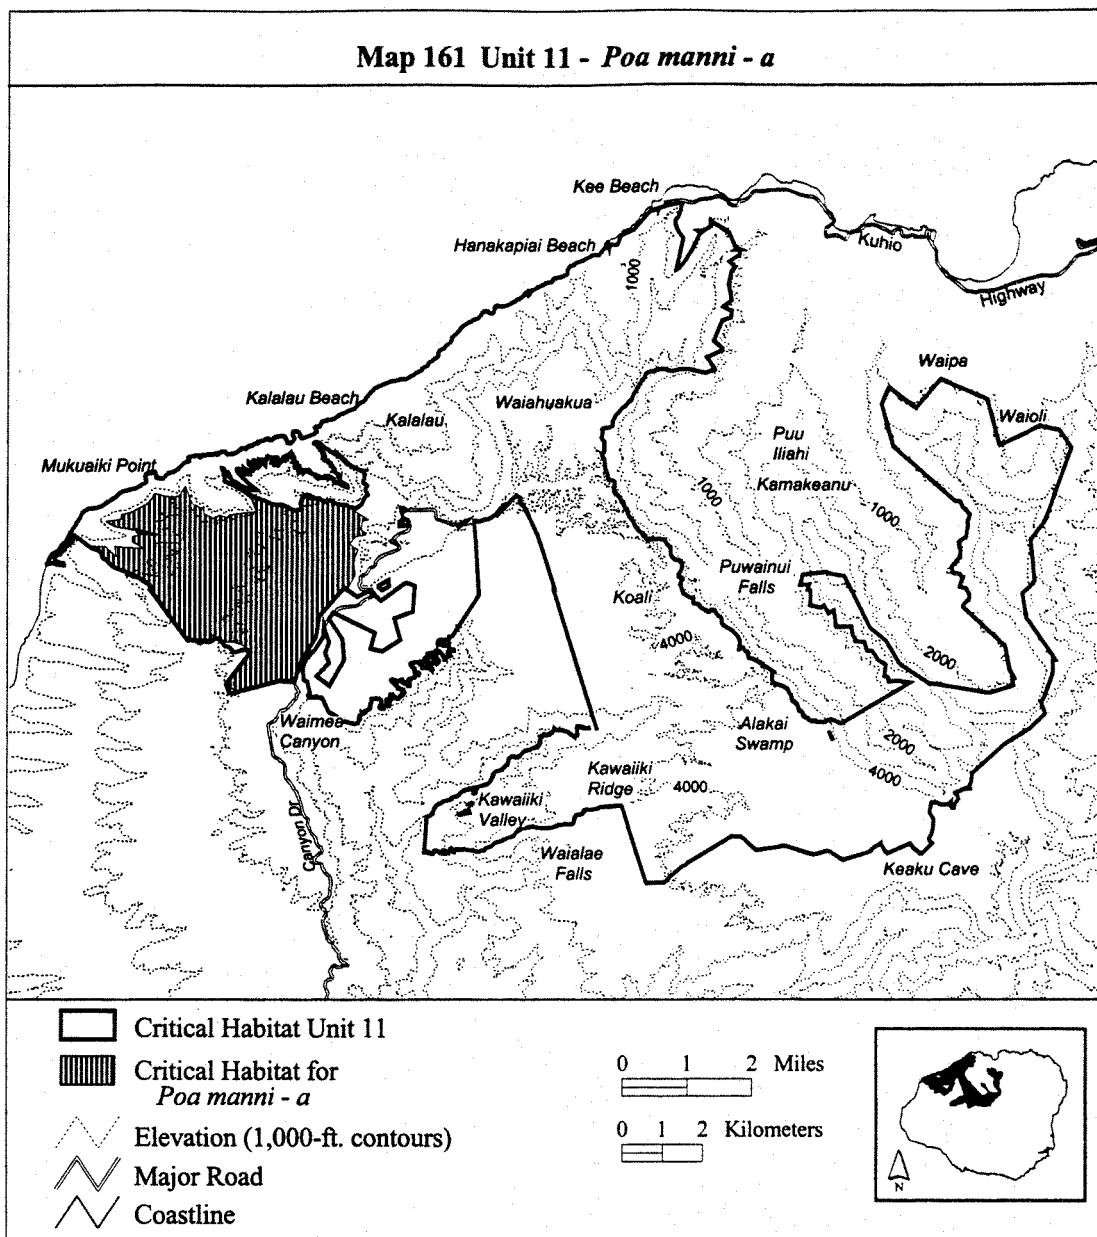 Map 161 Unit 11 - Poa manni - a
Kee Beach
Hanakapiai Beach
Kuhio
Highway
1000
Waipa
Kalalau Beach
Waiahuakua
Kalalau
Waioli
Puu
Iliahi
Mukuaiki Point
Kamakeanu
1000
1000
Puwainui
Falls
Koali
4000
2000
Waimea
Canyon
Alakai
Swamp
2000
4000
Kawaiiki
Ridge
4000
Kawaiiki
Valley
Canyon Dr
Waialae
Falls
Keaku Cave
Critical Habitat Unit 11
Critical Habitat for
Poa manni - a
Elevation (1,000-ft. contours)
Major Road
Coastline
0 1 2 Miles
0 1 2 Kilometers
N